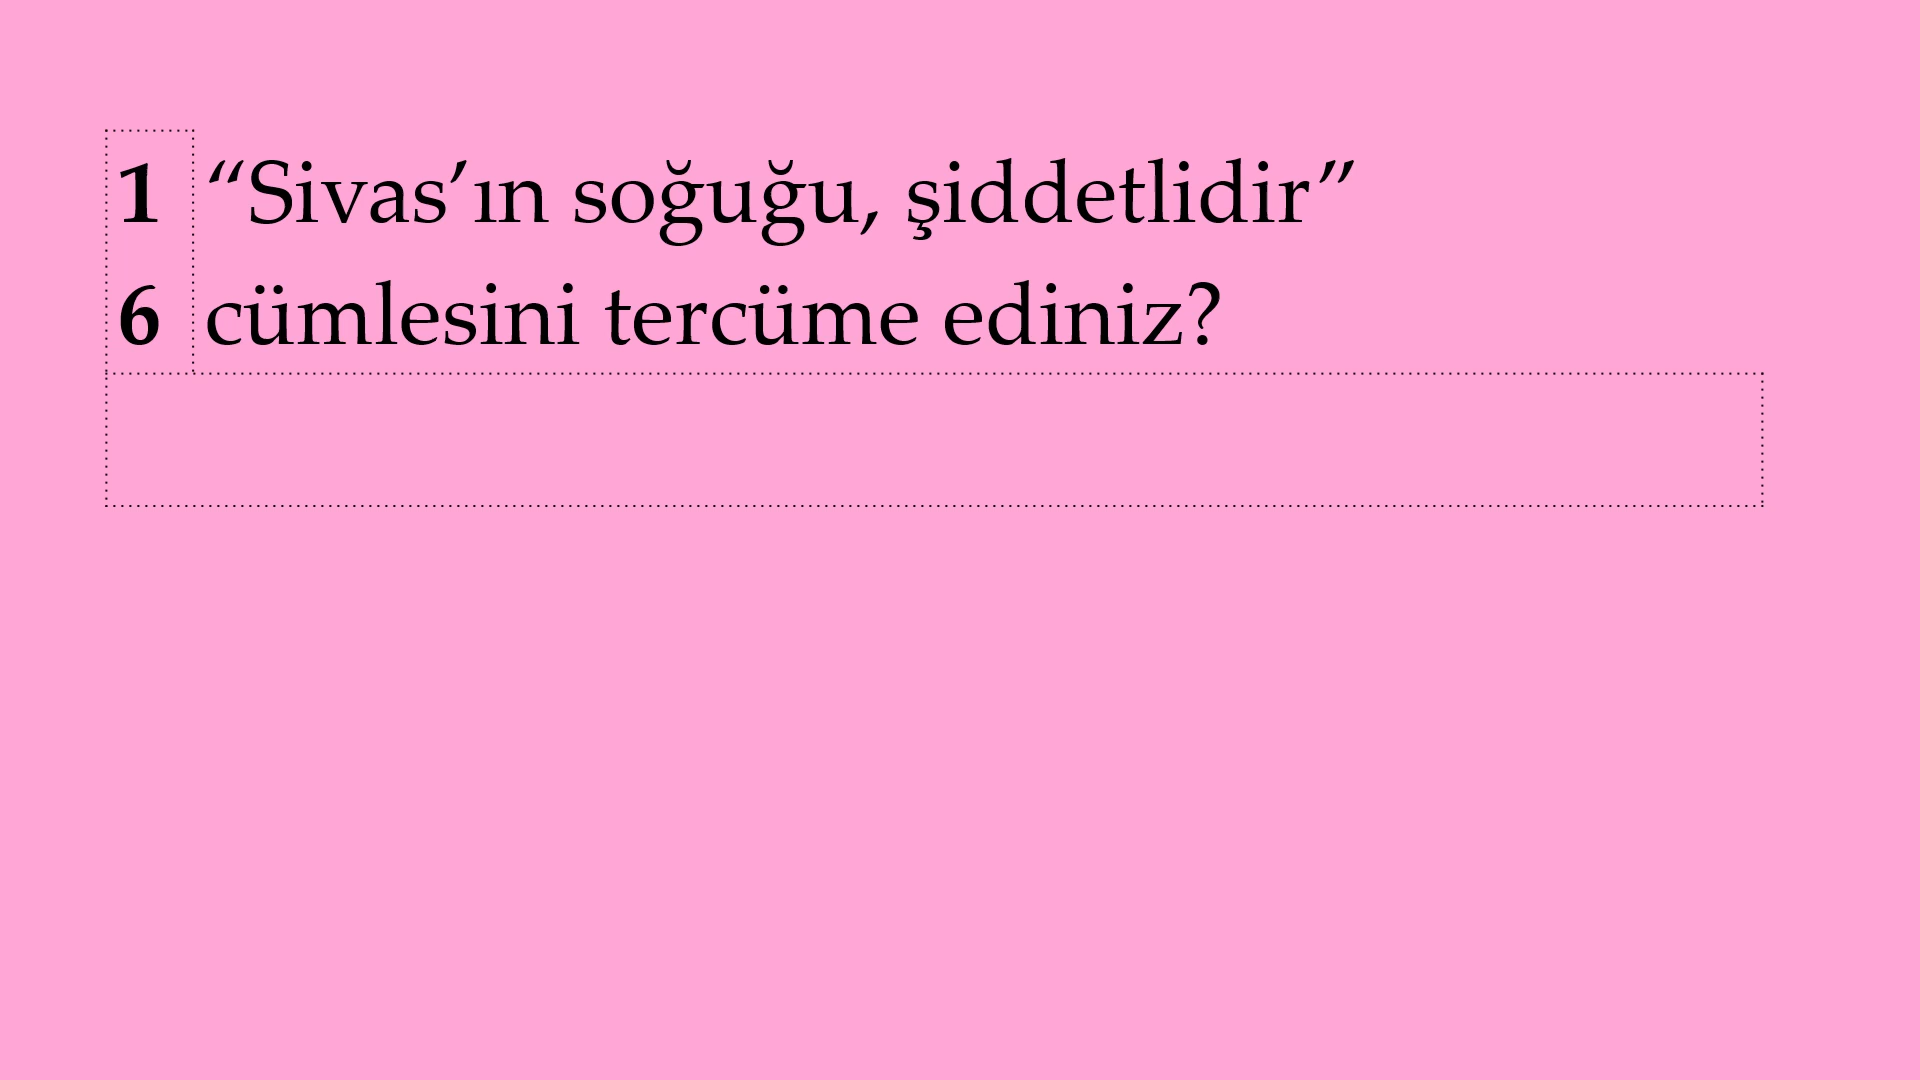 1 “Sivas’ın soğuğu, şiddetlidir”
6 cümlesini tercüme ediniz?